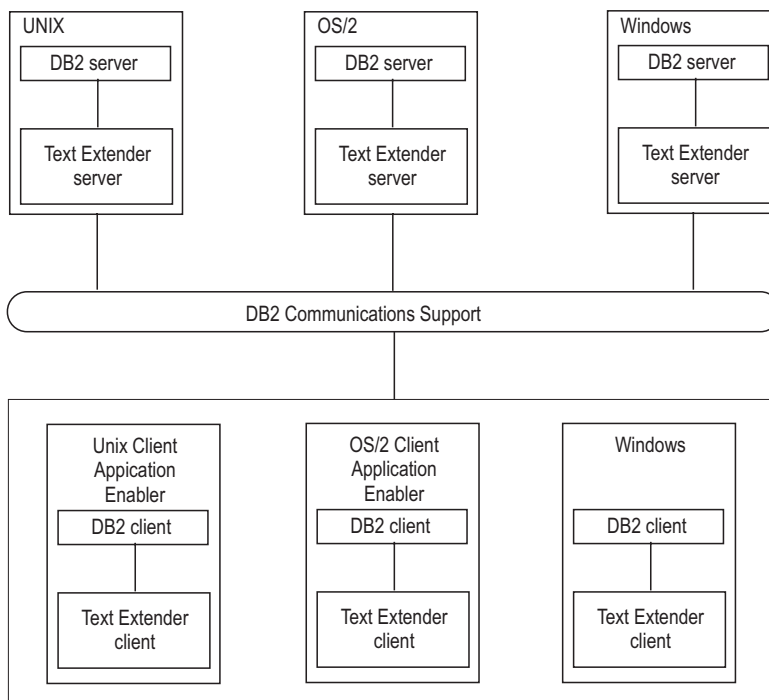 UNIX
DB2 server
Text Extender
server
OS/2
DB2 server
Text Extender
server
Windows
DB2 server
Text Extender
server
DB2 Communications Support
Unix Client
Appication
Enabler
DB2 client
Text Extender
client
OS/2 Client
Application
Enabler
DB2 client
Text Extender
client
Windows
DB2 client
Text Extender
client